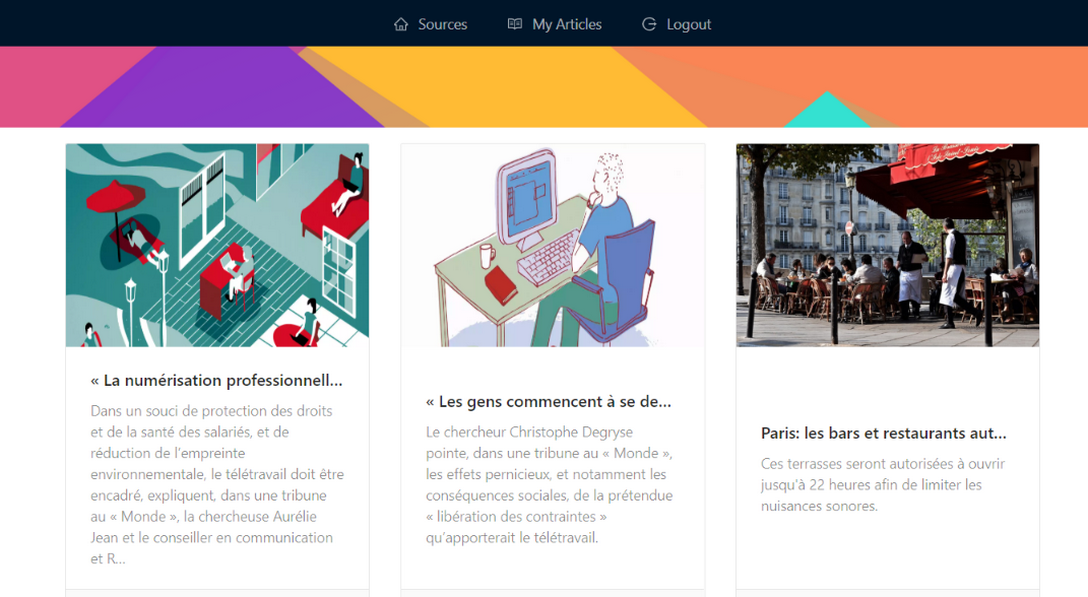 Sources
My Articles
Logout
« La numérisation professionnell...
Dans un souci de protection des droits
et de la santé des salariés, et de
réduction de l'empreinte
environnementale, le télétravail doit être
encadré, expliquent, dans une tribune
au « Monde », la chercheuse Aurélie
Jean et le conseiller en communication
et R...
« Les gens commencent à se de...
Le chercheur Christophe Degryse
pointe, dans une tribune au « Monde »,
les effets pernicieux, et notamment les
conséquences sociales, de la prétendue
« libération des contraintes »
qu'apporterait le télétravail.
Paris: les bars et restaurants aut...
Ces terrasses seront autorisées à ouvrir
jusqu'à 22 heures afin de limiter les
nuisances sonores.